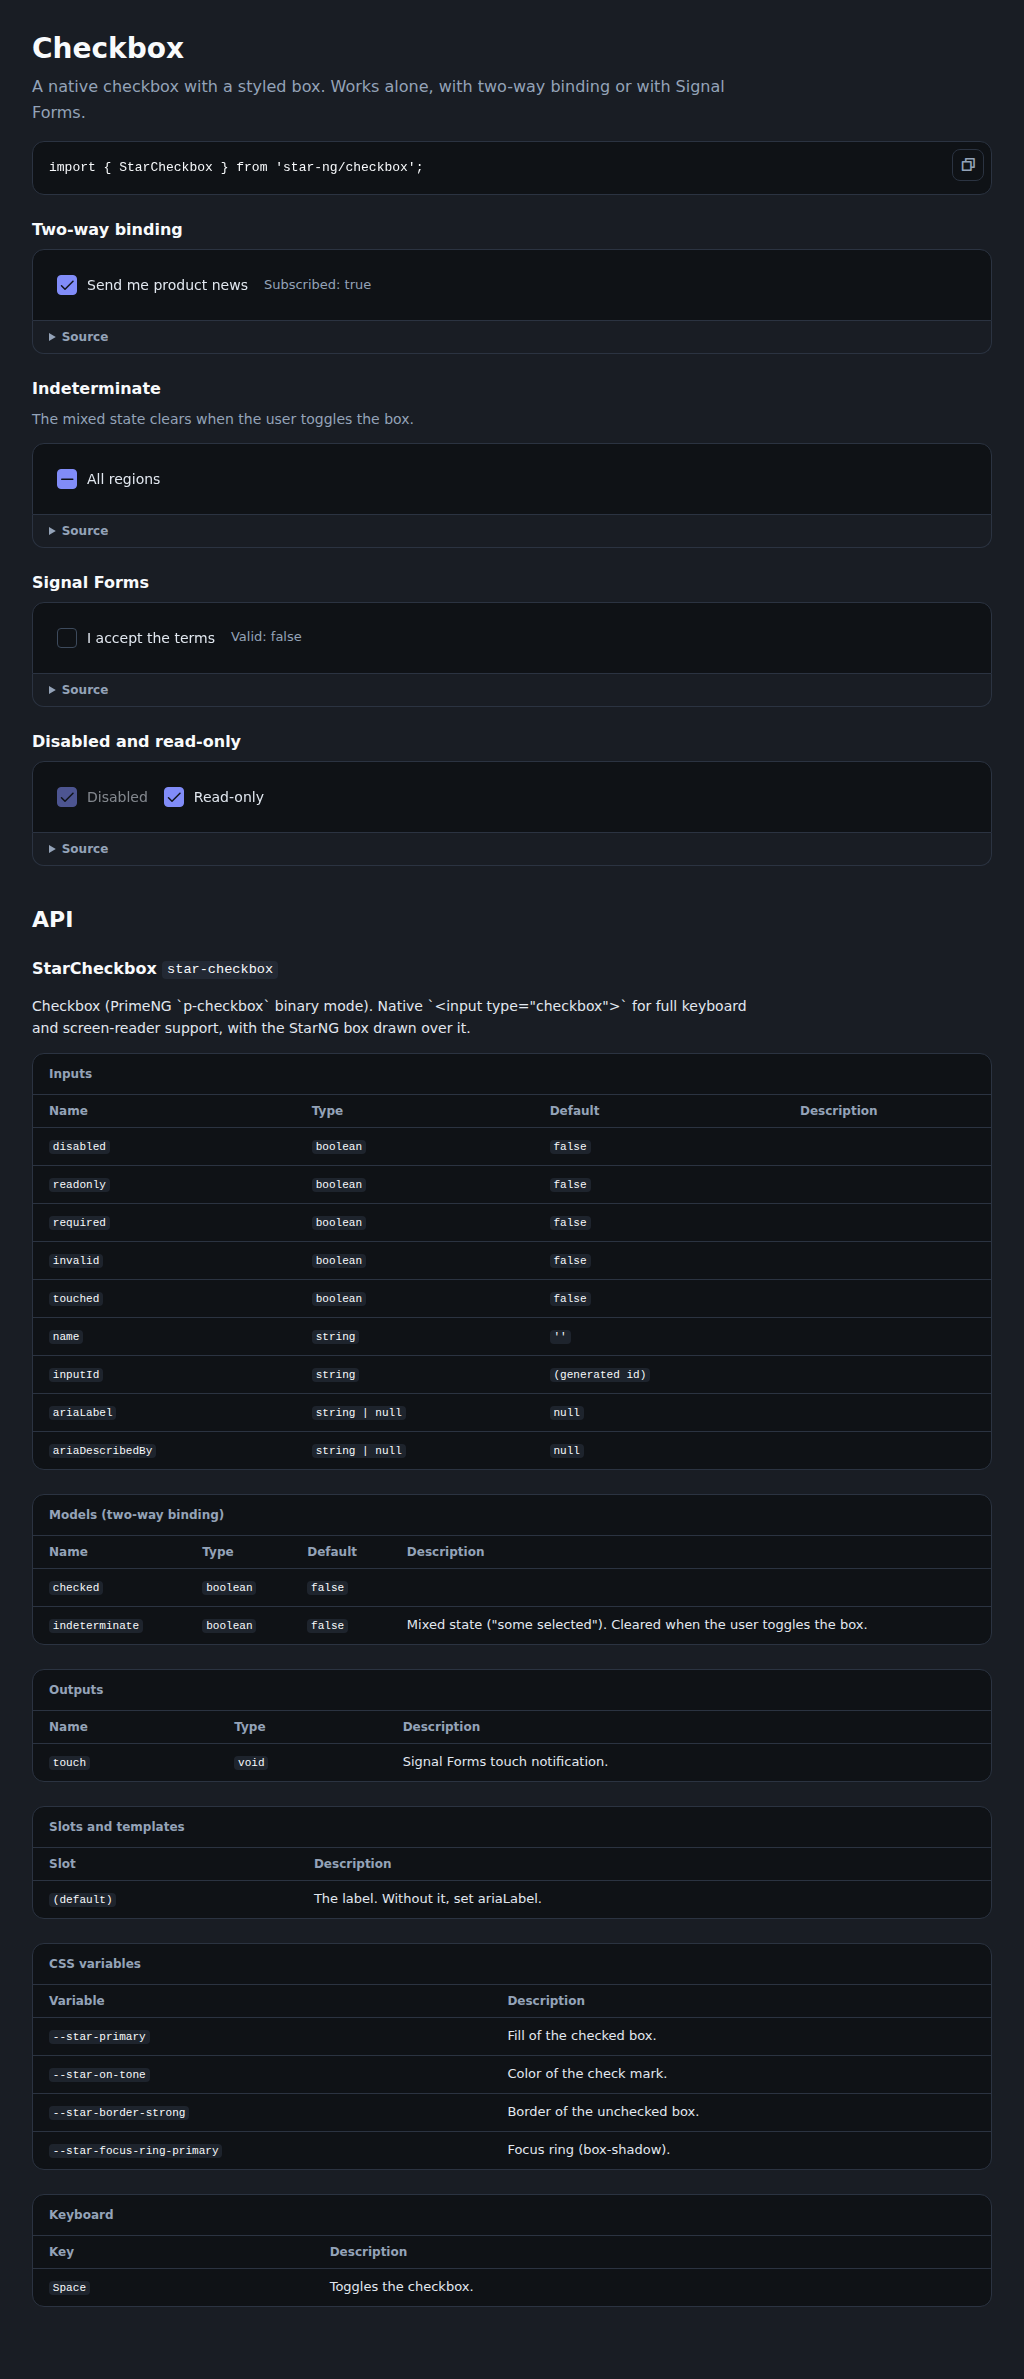 Checkbox
A native checkbox with a styled box. Works alone, with two-way binding or with Signal
Forms.
import { StarCheckbox } from 'star-ng/checkbox';
Two-way binding
Send me product news Subscribed: true
Source
Indeterminate
The mixed state clears when the user toggles the box.
All regions
Source
Signal Forms
I accept the terms Valid: false
Source
Disabled and read-only
Disabled Read-only
Source
API
StarCheckbox star-checkbox
Checkbox (PrimeNG `p-checkbox` binary mode). Native `<input type="checkbox">` for full keyboard
and screen-reader support, with the StarNG box drawn over it.
Inputs
Name Type Default Description
disabled boolean false
readonly boolean false
required boolean false
invalid boolean false
touched boolean false
name string ''
inputId string (generated id)
ariaLabel string | null null
ariaDescribedBy string | null null
Models (two-way binding)
Name Type Default Description
checked boolean false
indeterminate boolean false Mixed state ("some selected"). Cleared when the user toggles the box.
Outputs
Name Type Description
touch void Signal Forms touch notification.
Slots and templates
Slot Description
(default) The label. Without it, set ariaLabel.
CSS variables
Variable Description
--star-primary Fill of the checked box.
--star-on-tone Color of the check mark.
--star-border-strong Border of the unchecked box.
--star-focus-ring-primary Focus ring (box-shadow).
Keyboard
Key Description
Space Toggles the checkbox.